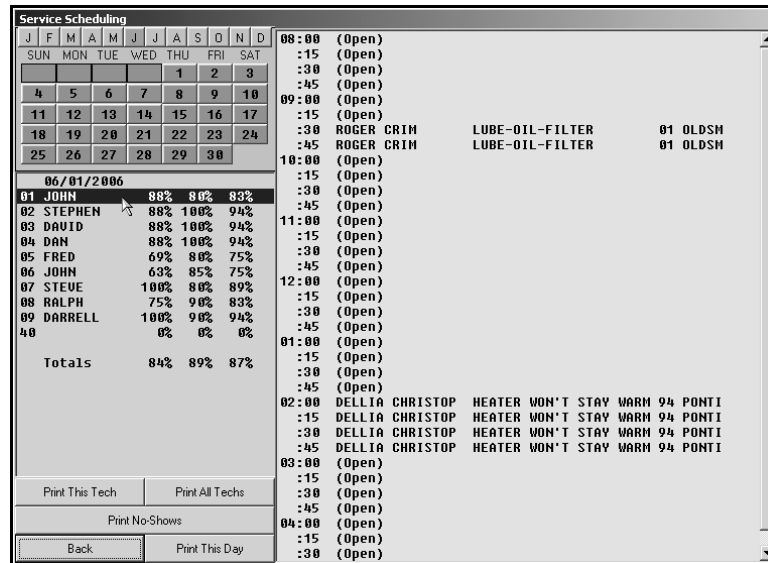 Service Scheduling
J F M A M J J A S O N D
SUN MON TUE WED THU FRI SAT
1 2 3
4 5 6 7 8 9 10
11 12 13 14 15 16 17
18 19 20 21 22 23 24
25 26 27 28 29 30
06/01/2006
01 JOHN 88% 80% 83%
02 STEPHEN 88% 100% 94%
03 DAVID 88% 100% 94%
04 DAN 88% 100% 94%
05 FRED 69% 80% 75%
06 JOHN 63% 85% 75%
07 STEVE 100% 80% 89%
08 RALPH 75% 90% 83%
09 DARRELL 100% 90% 94%
40 0% 0% 0%
Totals 84% 89% 87%
Print This Tech Print All Techs
Print No-Shows
Back Print This Day
08:00 (Open)
:15 (Open)
:30 (Open)
:45 (Open)
09:00 (Open)
:15 (Open)
:30 ROGER CRIM LUBE-OIL-FILTER 01 OLDSM
:45 ROGER CRIM LUBE-OIL-FILTER 01 OLDSM
10:00 (Open)
:15 (Open)
:30 (Open)
:45 (Open)
11:00 (Open)
:15 (Open)
:30 (Open)
:45 (Open)
12:00 (Open)
:15 (Open)
:30 (Open)
:45 (Open)
01:00 (Open)
:15 (Open)
:30 (Open)
:45 (Open)
02:00 DELLIA CHRISTOP HEATER WON'T STAY WARM 94 PONTI
:15 DELLIA CHRISTOP HEATER WON'T STAY WARM 94 PONTI
:30 DELLIA CHRISTOP HEATER WON'T STAY WARM 94 PONTI
:45 DELLIA CHRISTOP HEATER WON'T STAY WARM 94 PONTI
03:00 (Open)
:15 (Open)
:30 (Open)
:45 (Open)
04:00 (Open)
:15 (Open)
:30 (Open)